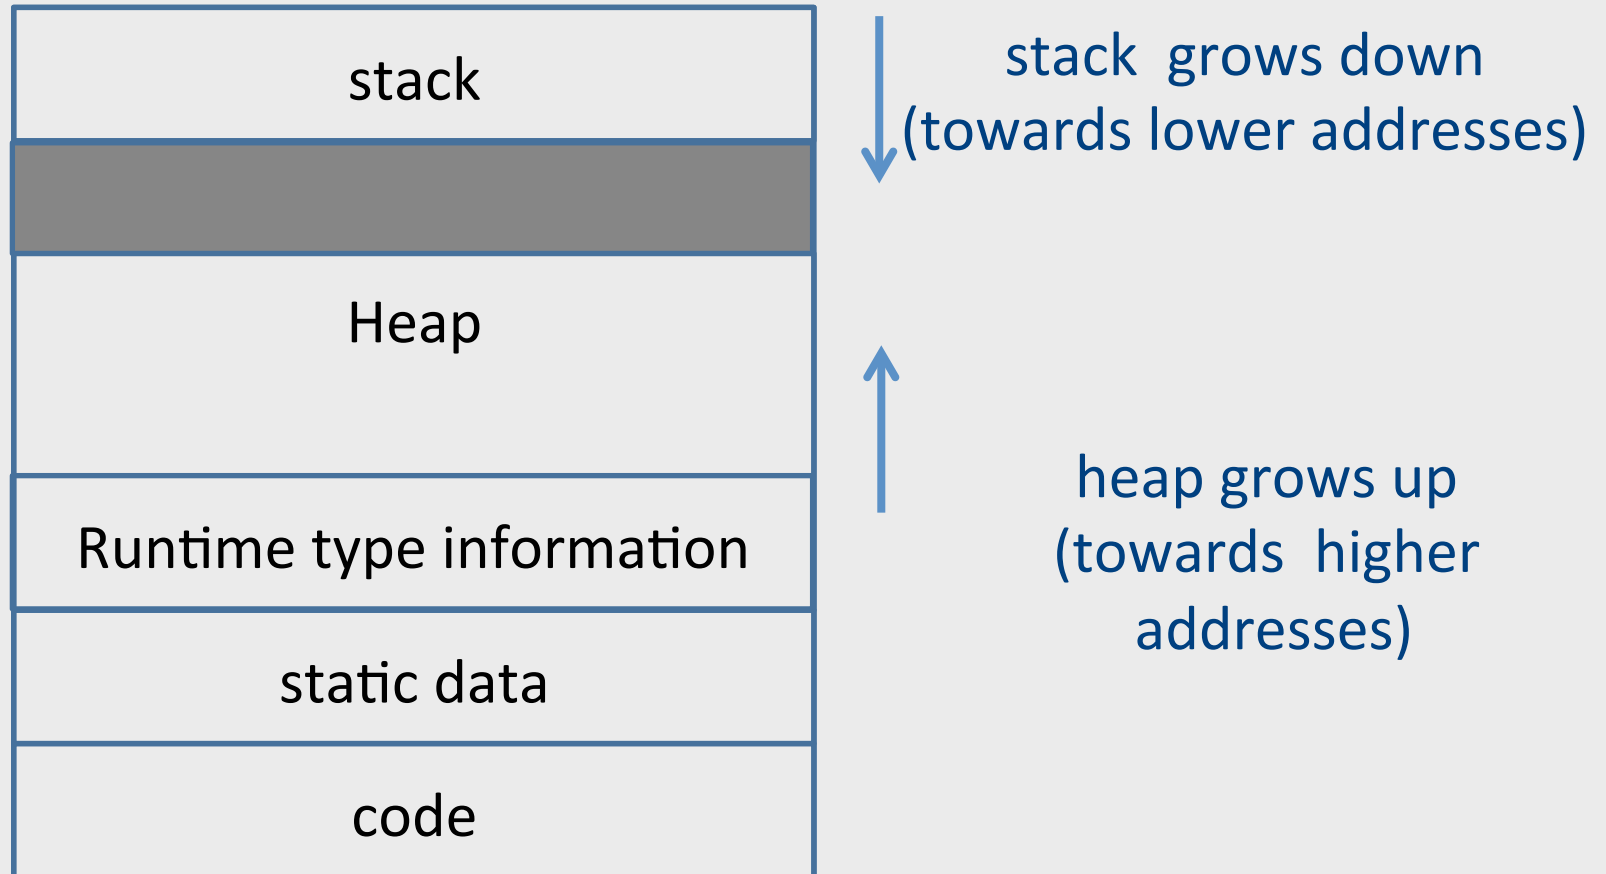 stack
stack grows down
(towards lower addresses)
Heap
heap grows up
(towards higher
addresses)
Runtime type information
static data
code